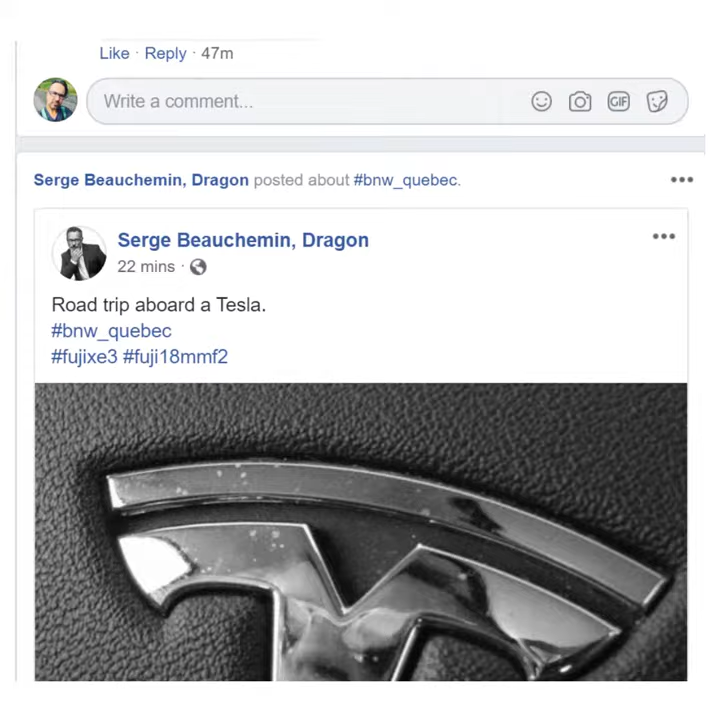 Like · Reply · 47m
Write a comment...
GIF
Serge Beauchemin, Dragon posted about #bnw_quebec.
Serge Beauchemin, Dragon
22 mins ·
Road trip aboard a Tesla.
#bnw_quebec
#fujixe3 #fuji18mmf2